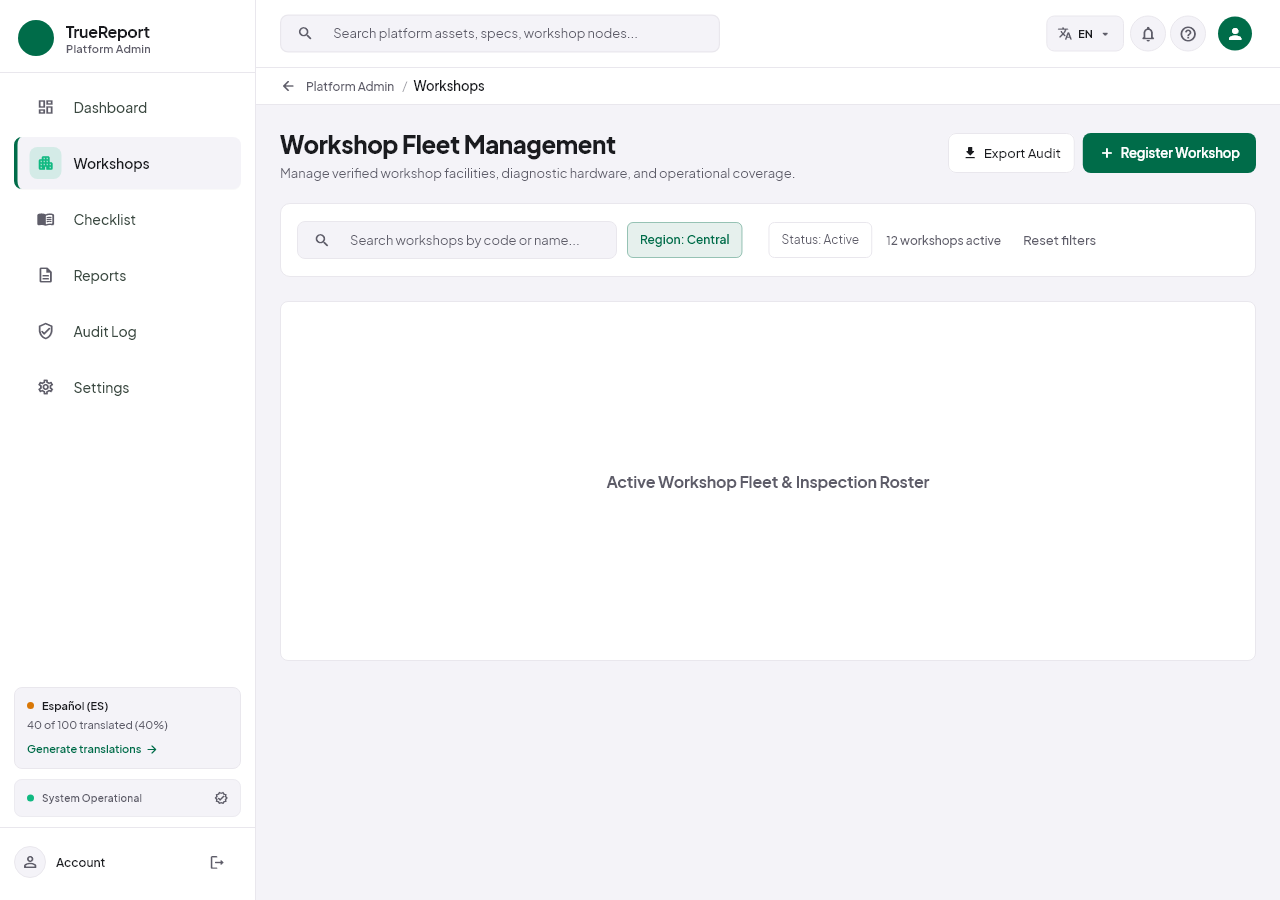 TrueReport
Platform Admin
Dashboard
Workshops
Checklist
Reports
Audit Log
Settings
Español (ES)
40 of 100 translated (40%)
Generate translations →
System Operational
Account
Search platform assets, specs, workshop nodes...
EN
Platform Admin / Workshops
Workshop Fleet Management
Manage verified workshop facilities, diagnostic hardware, and operational coverage.
Export Audit
+ Register Workshop
Search workshops by code or name...
Region: Central
Status: Active
12 workshops active
Reset filters
Active Workshop Fleet & Inspection Roster